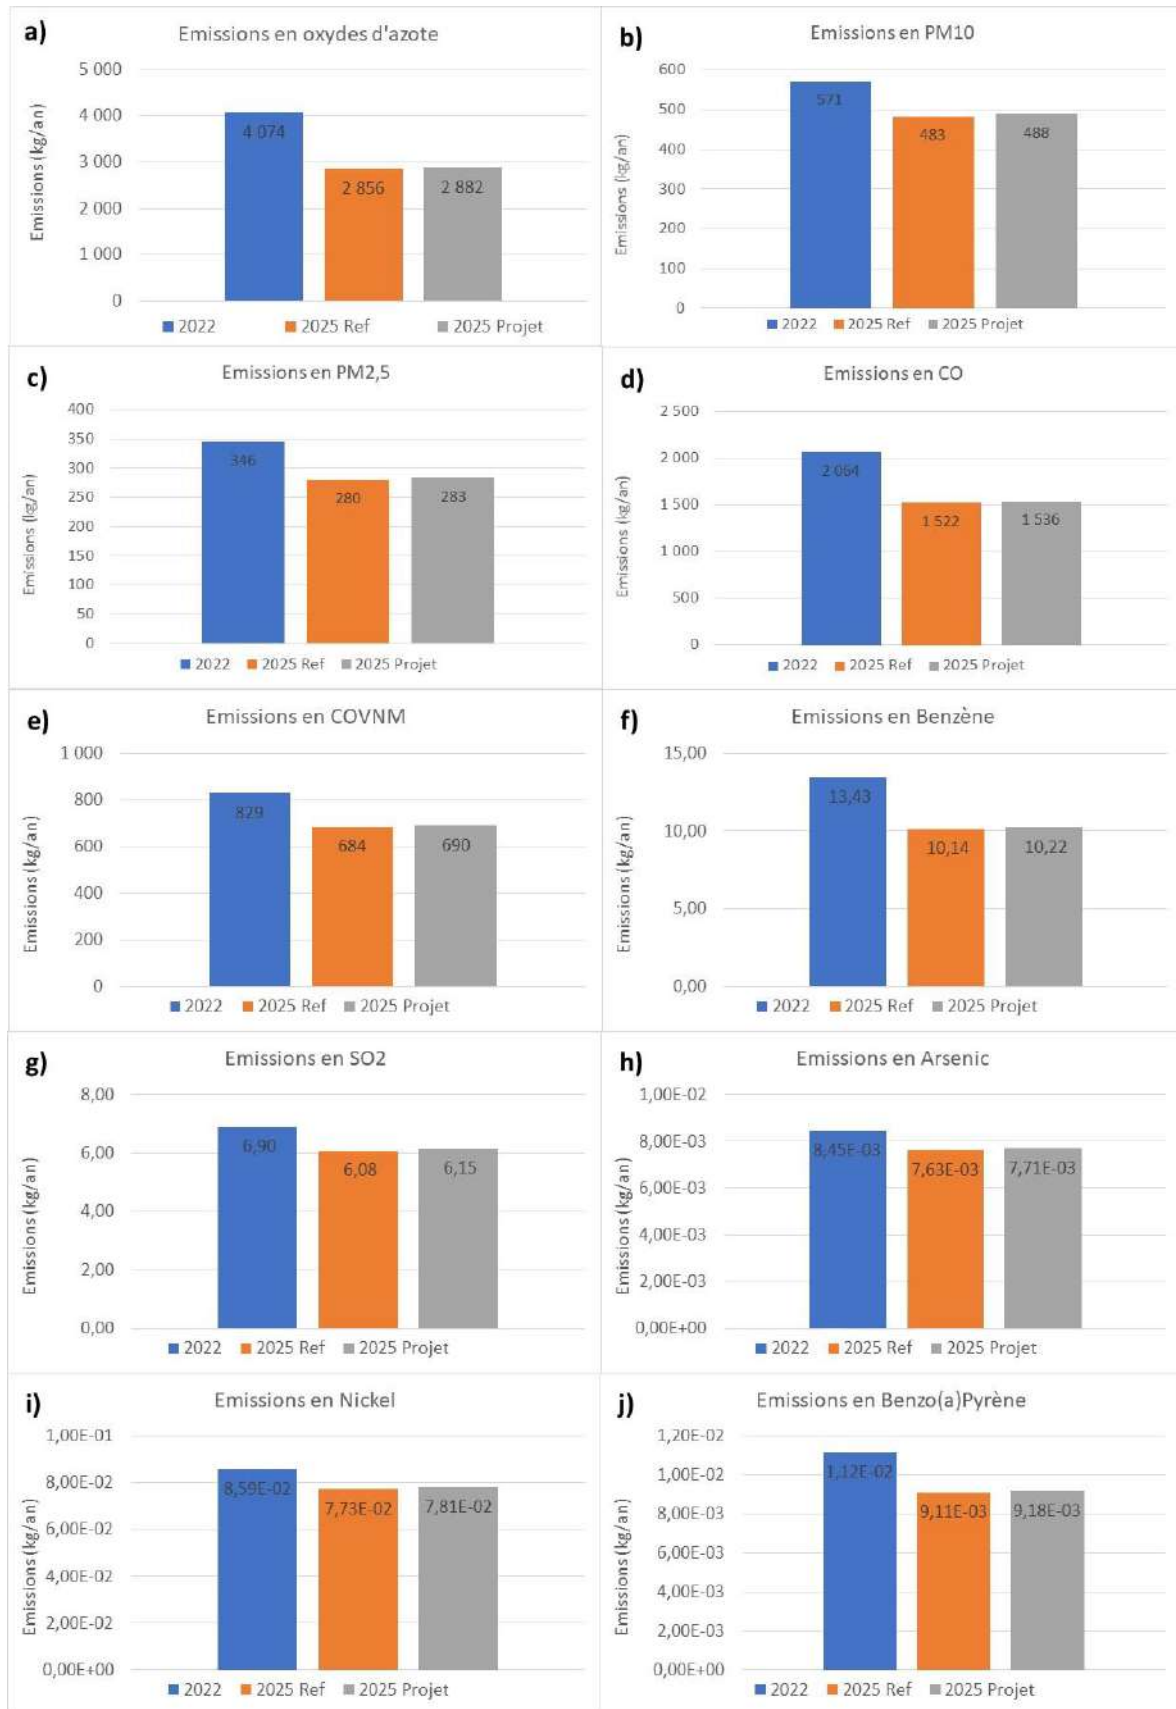 a)
Emissions en oxydes d'azote
Emissions (kg/an)
5 000
4 000
3 000
2 000
1 000
0
4 074
2 856
2 882
2022 2025 Ref 2025 Projet
b)
Emissions en PM10
Emissions (kg/an)
600
500
400
300
200
100
0
571
483
488
2022 2025 Ref 2025 Projet
c)
Emissions en PM2,5
Emissions (kg/an)
400
350
300
250
200
150
100
50
0
346
280
283
2022 2025 Ref 2025 Projet
d)
Emissions en CO
Emissions (kg/an)
2 500
2 000
1 500
1 000
500
0
2 064
1 522
1 536
2022 2025 Ref 2025 Projet
e)
Emissions en COVNM
Emissions (kg/an)
1 000
800
600
400
200
0
829
684
690
2022 2025 Ref 2025 Projet
f)
Emissions en Benzène
Emissions (kg/an)
15,00
10,00
5,00
0,00
13,43
10,14
10,22
2022 2025 Ref 2025 Projet
g)
Emissions en SO2
Emissions (kg/an)
8,00
6,00
4,00
2,00
0,00
6,90
6,08
6,15
2022 2025 Ref 2025 Projet
h)
Emissions en Arsenic
Emissions (kg/an)
1,00E-02
8,00E-03
6,00E-03
4,00E-03
2,00E-03
0,00E+00
8,45E-03
7,63E-03
7,71E-03
2022 2025 Ref 2025 Projet
i)
Emissions en Nickel
Emissions (kg/an)
1,00E-01
8,00E-02
6,00E-02
4,00E-02
2,00E-02
0,00E+00
8,59E-02
7,73E-02
7,81E-02
2022 2025 Ref 2025 Projet
j)
Emissions en Benzo(a)Pyrène
Emissions (kg/an)
1,20E-02
1,00E-02
8,00E-03
6,00E-03
4,00E-03
2,00E-03
0,00E+00
1,12E-02
9,11E-03
9,18E-03
2022 2025 Ref 2025 Projet